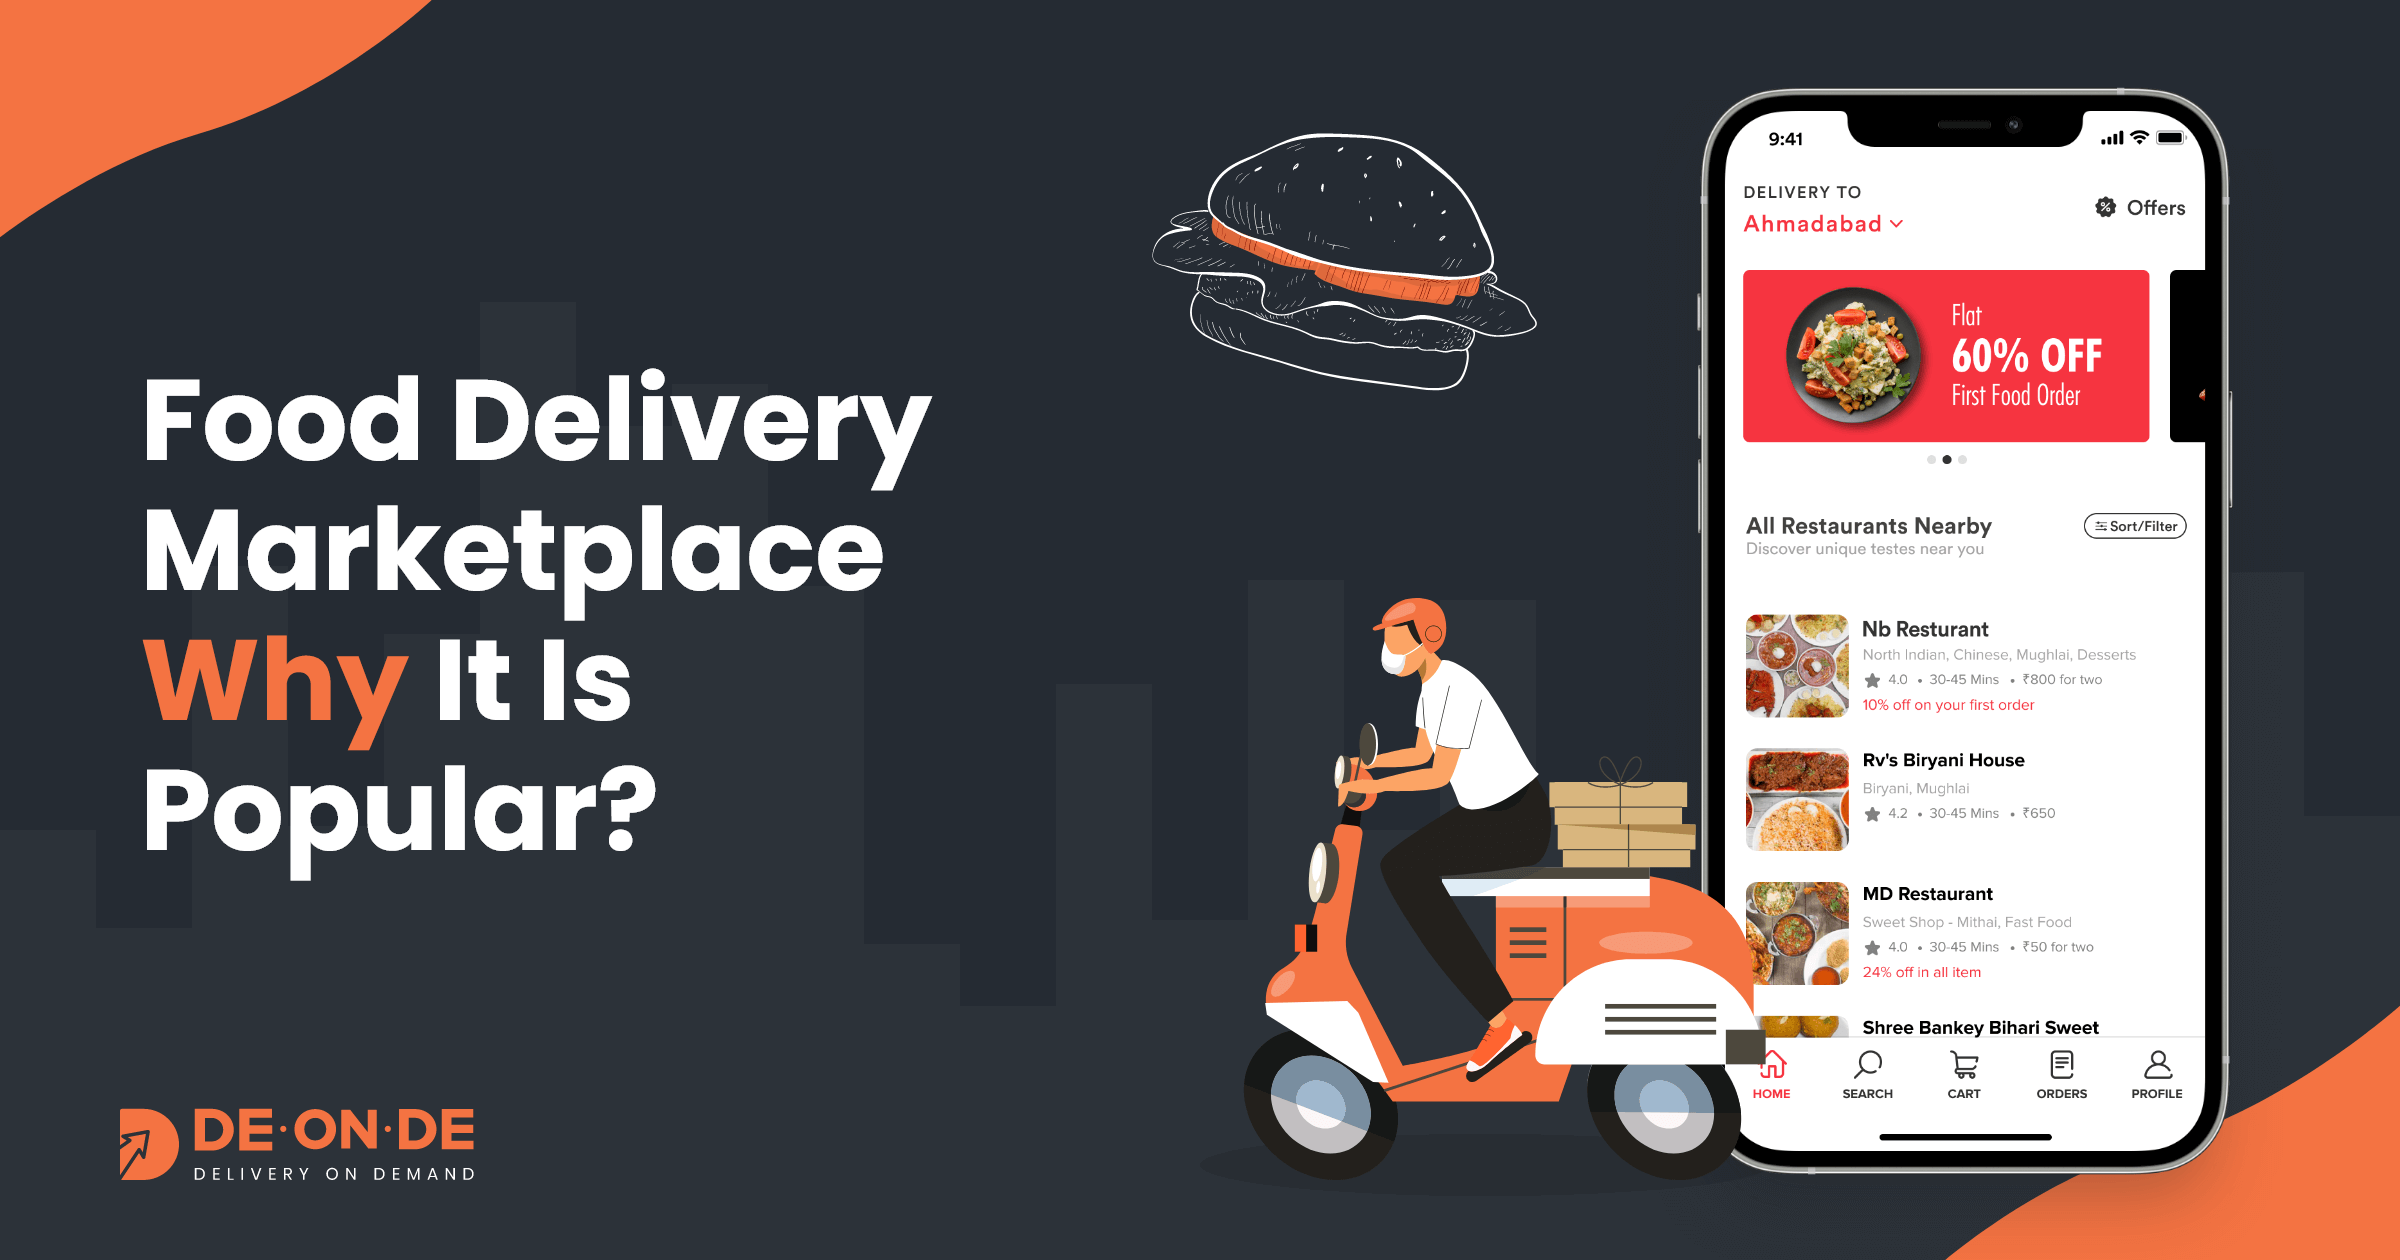 Food Delivery
Marketplace
Why It Is
Popular?
DE·ON·DE
DELIVERY ON DEMAND
9:41
DELIVERY TO
Ahmadabad
Offers
Flat
60% OFF
First Food Order
All Restaurants Nearby
Sort/Filter
Discover unique testes near you
Nb Resturant
North Indian, Chinese, Mughlai, Desserts
4.0 • 30-45 Mins • ₹800 for two
10% off on your first order
Rv's Biryani House
Biryani, Mughlai
4.2 • 30-45 Mins • ₹650
MD Restaurant
Sweet Shop - Mithai, Fast Food
4.0 • 30-45 Mins • ₹50 for two
24% off in all item
Shree Bankey Bihari Sweet
HOME SEARCH CART ORDERS PROFILE